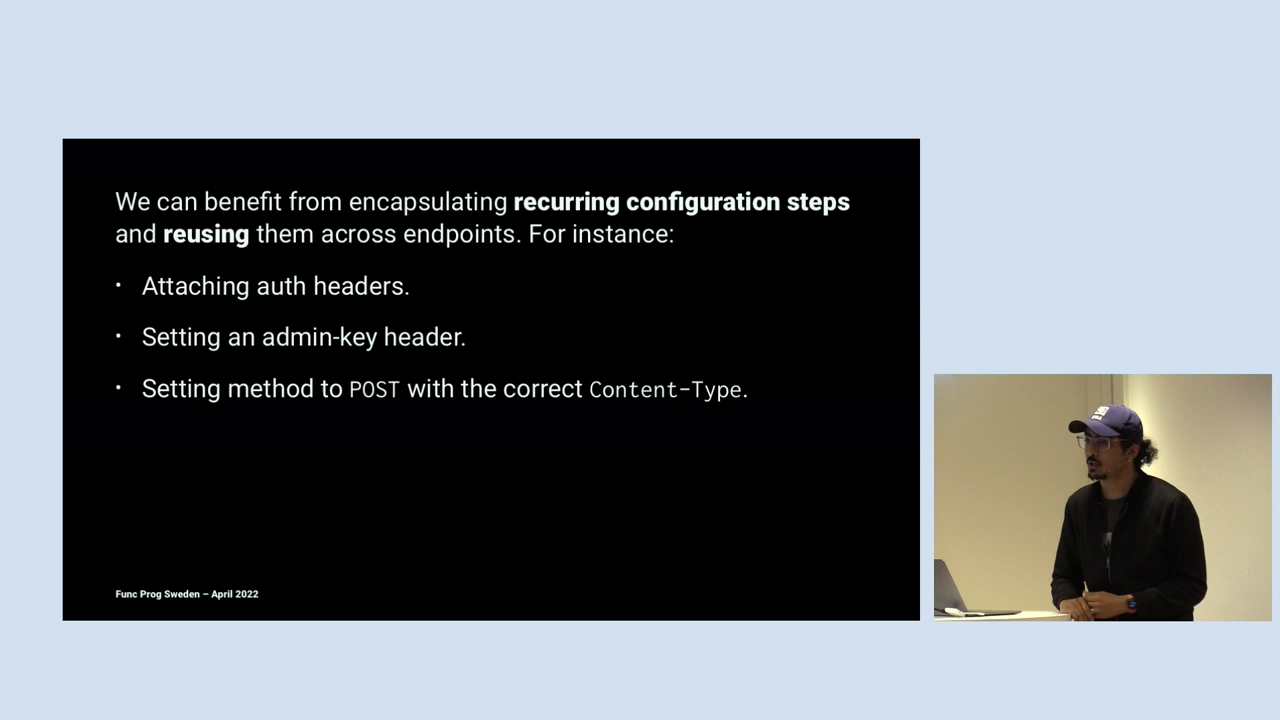 We can benefit from encapsulating recurring configuration steps
and reusing them across endpoints. For instance:
• Attaching auth headers.
• Setting an admin-key header.
• Setting method to POST with the correct Content-Type.
Func Prog Sweden – April 2022